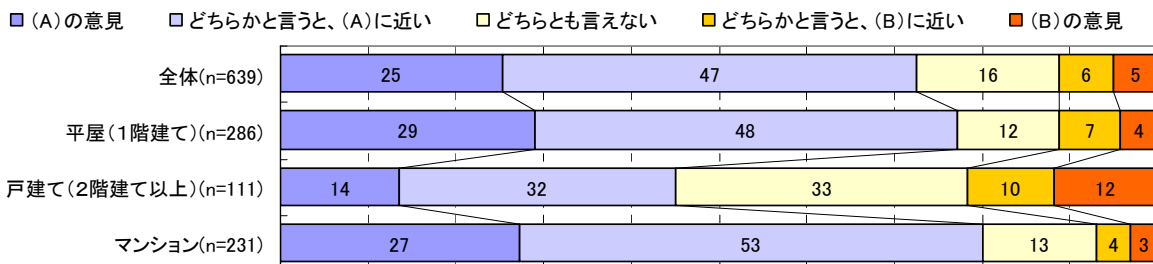 (A)の意見 どちらかと言うと、(A)に近い どちらとも言えない どちらかと言うと、(B)に近い (B)の意見
全体(n=639) 25 47 16 6 5
平屋(1階建て)(n=286) 29 48 12 7 4
戸建て(2階建て以上)(n=111) 14 32 33 10 12
マンション(n=231) 27 53 13 4 3